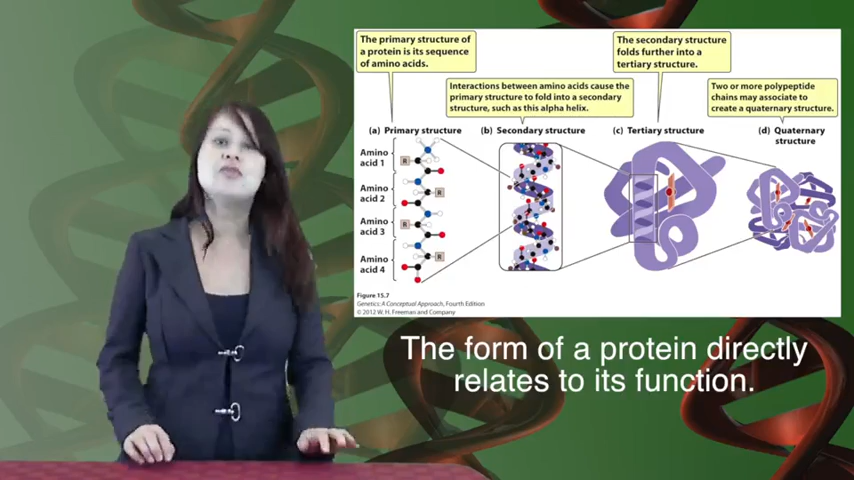 The primary structure of
a protein is its sequence
of amino acids.
Interactions between amino acids cause the
primary structure to fold into a secondary
structure, such as this alpha helix.
The secondary structure
folds further into a
tertiary structure.
Two or more polypeptide
chains may associate to
create a quaternary structure.
(a) Primary structure
(b) Secondary structure
(c) Tertiary structure
(d) Quaternary
structure
Amino
acid 1
Amino
acid 2
Amino
acid 3
Amino
acid 4
R
R
R
R
Figure 15.7
Genetics: A Conceptual Approach, Fourth Edition
© 2012 W. H. Freeman and Company
The form of a protein directly
relates to its function.